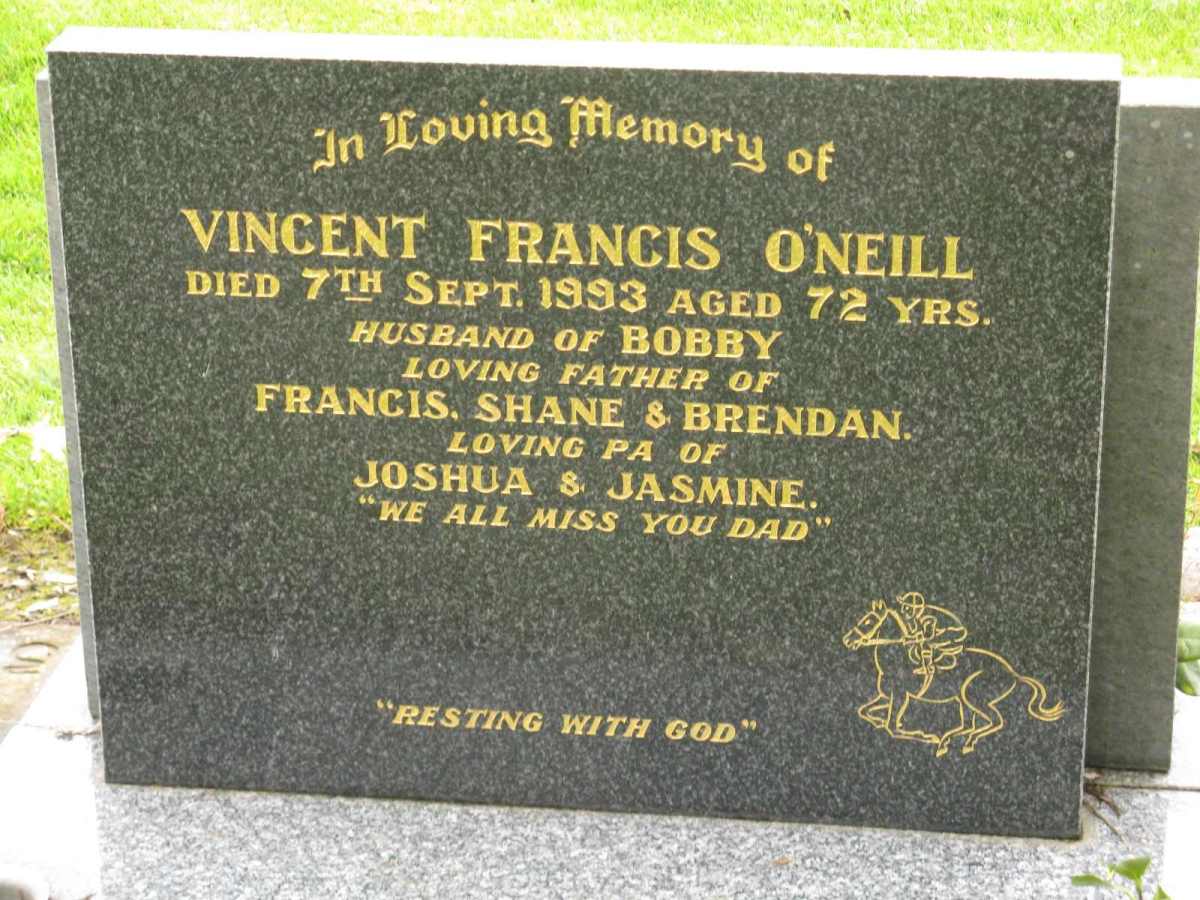 In Loving Memory of
VINCENT FRANCIS O'NEILL
DIED 7TH SEPT. 1993 AGED 72 YRS.
HUSBAND OF BOBBY
LOVING FATHER OF
FRANCIS. SHANE & BRENDAN.
LOVING PA OF
JOSHUA & JASMINE.
"WE ALL MISS YOU DAD"
"RESTING WITH GOD"